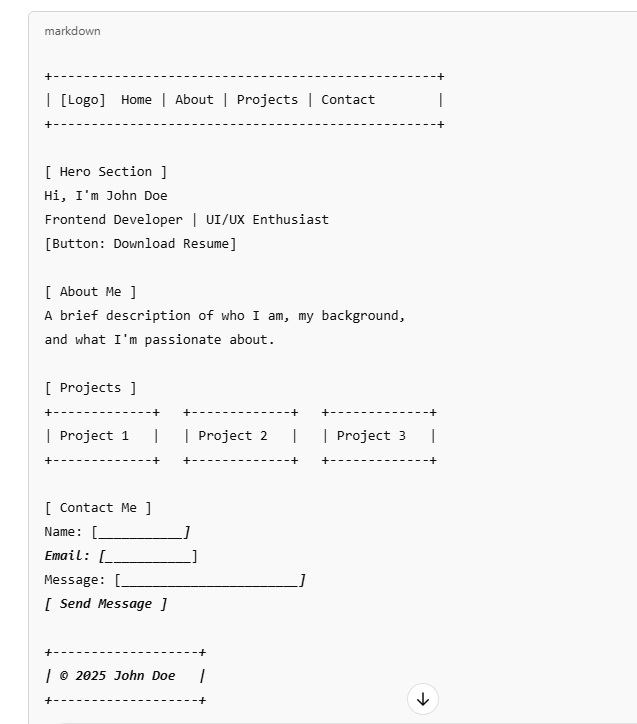 markdown
+--------------------------------------------------+
| [Logo]  Home | About | Projects | Contact        |
+--------------------------------------------------+
[ Hero Section ]
Hi, I'm John Doe
Frontend Developer | UI/UX Enthusiast
[Button: Download Resume]
[ About Me ]
A brief description of who I am, my background,
and what I'm passionate about.
[ Projects ]
+-------------+   +-------------+   +-------------+
| Project 1   |   | Project 2   |   | Project 3   |
+-------------+   +-------------+   +-------------+
[ Contact Me ]
Name: [___________]
Email: [___________]
Message: [_______________________]
[ Send Message ]
+-------------------+
| © 2025 John Doe   |
+-------------------+